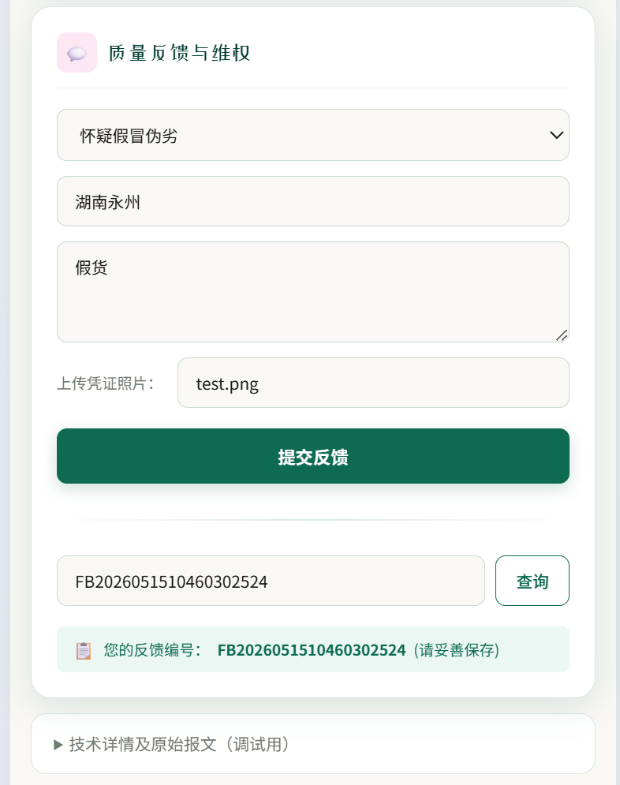 质量反馈与维权
怀疑假冒伪劣
湖南永州
假货
上传凭证照片： test.png
提交反馈
FB2026051510460302524 查询
您的反馈编号： FB2026051510460302524 (请妥善保存)
技术详情及原始报文（调试用）